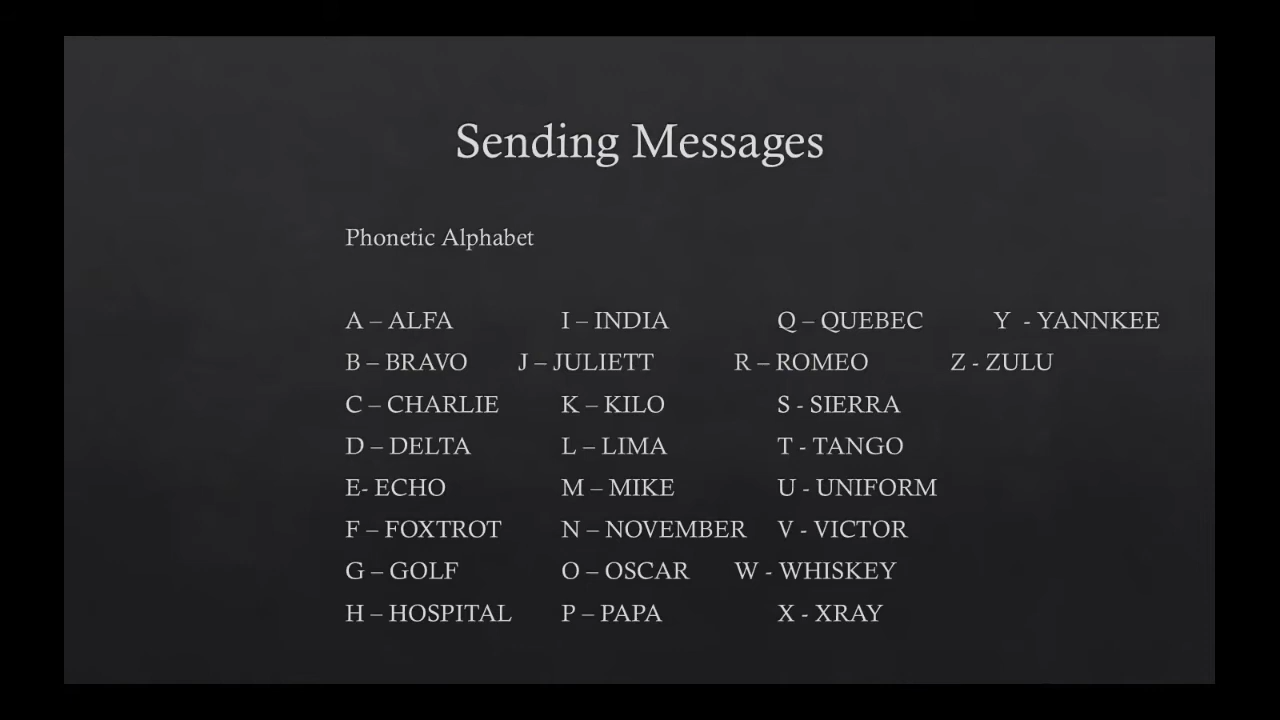 Sending Messages
Phonetic Alphabet
A – ALFA I – INDIA Q – QUEBEC Y - YANNKEE
B – BRAVO J – JULIETT R – ROMEO Z - ZULU
C – CHARLIE K – KILO S - SIERRA
D – DELTA L – LIMA T - TANGO
E- ECHO M – MIKE U - UNIFORM
F – FOXTROT N – NOVEMBER V - VICTOR
G – GOLF O – OSCAR W - WHISKEY
H – HOSPITAL P – PAPA X - XRAY